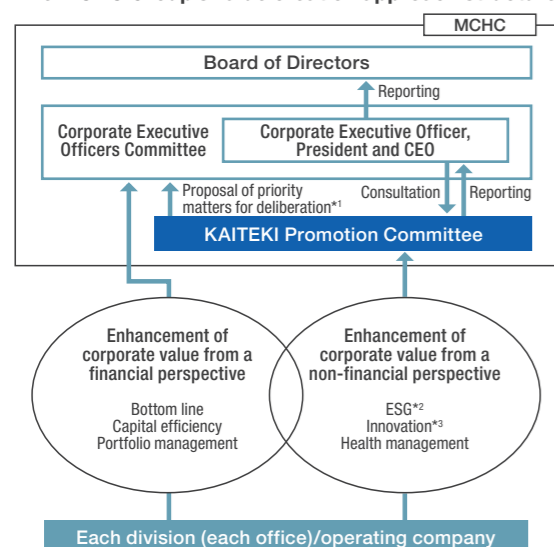 MCHC
Board of Directors
Reporting
Corporate Executive
Officers Committee
Corporate Executive Officer,
President and CEO
Proposal of priority
matters for deliberation*1
Consultation
Reporting
KAITEKI Promotion Committee
Enhancement of
corporate value from a
financial perspective
Bottom line
Capital efficiency
Portfolio management
Enhancement of
corporate value from a
non-financial perspective
ESG*2
Innovation*3
Health management
Each division (each office)/operating company